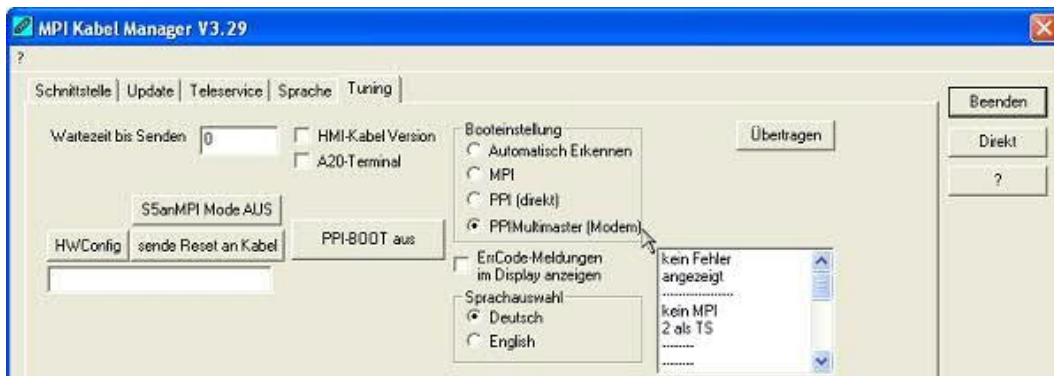 MPI Kabel Manager V3.29
?
Schnittstelle Update Teleservice Sprache Tuning
Beenden
Direkt
?
Wartezeit bis Senden 0
HMI-Kabel Version
A20-Terminal
S5anMPI Mode AUS
HWConfig sende Reset an Kabel
PPI-BOOT aus
Booteinstellung
Automatisch Erkennen
MPI
PPI (direkt)
PPIMultimaster (Modem)
Übertragen
ErrCode-Meldungen
im Display anzeigen
Sprachauswahl
Deutsch
English
kein Fehler
angezeigt
-----------------
kein MPI
2 als TS
--------
--------